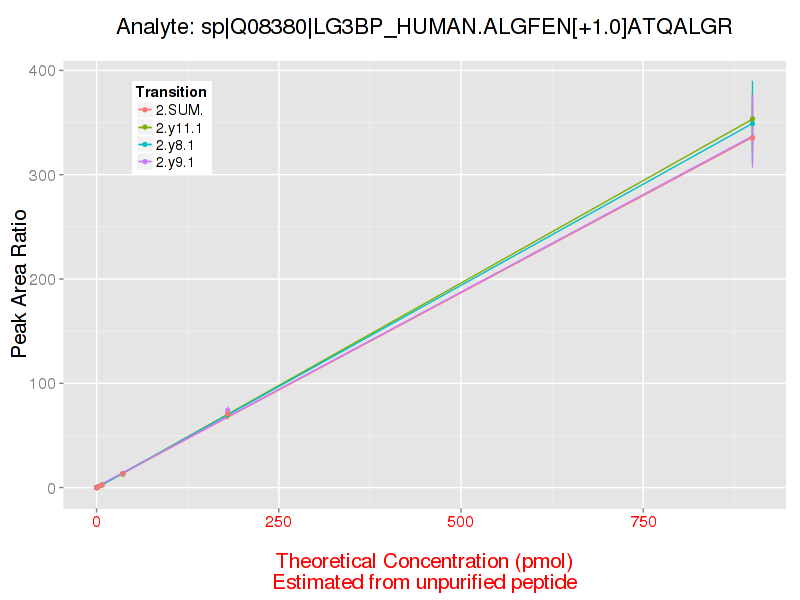 Analyte: sp|Q08380|LG3BP_HUMAN.ALGFEN[+1.0]ATQALGR
Peak Area Ratio
400
300
200
100
0
Transition
2.SUM.
2.y11.1
2.y8.1
2.y9.1
0 250 500 750
Theoretical Concentration (pmol)
Estimated from unpurified peptide